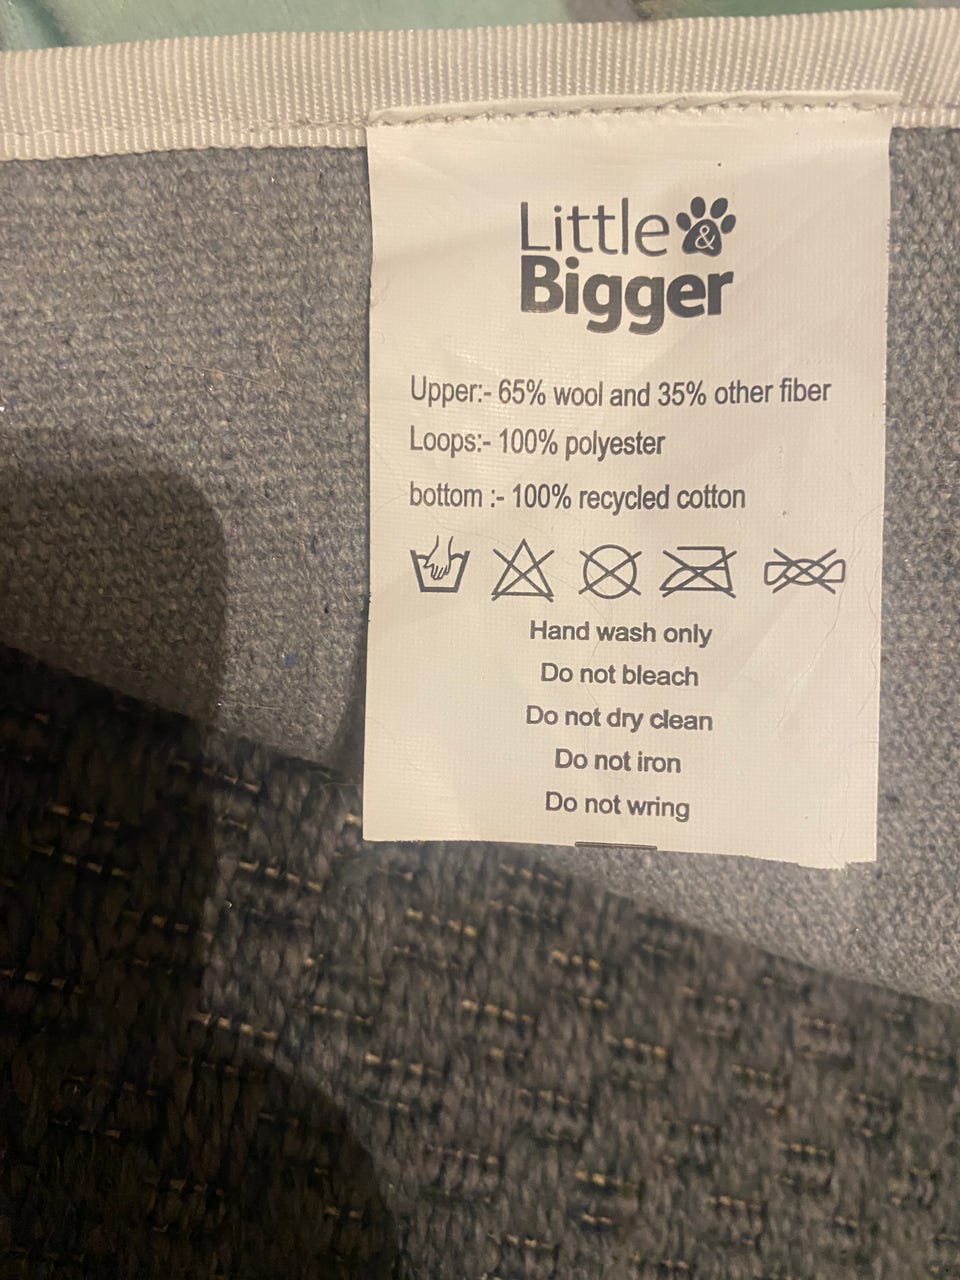 Little &
Bigger
Upper:- 65% wool and 35% other fiber
Loops:- 100% polyester
bottom :- 100% recycled cotton
Hand wash only
Do not bleach
Do not dry clean
Do not iron
Do not wring